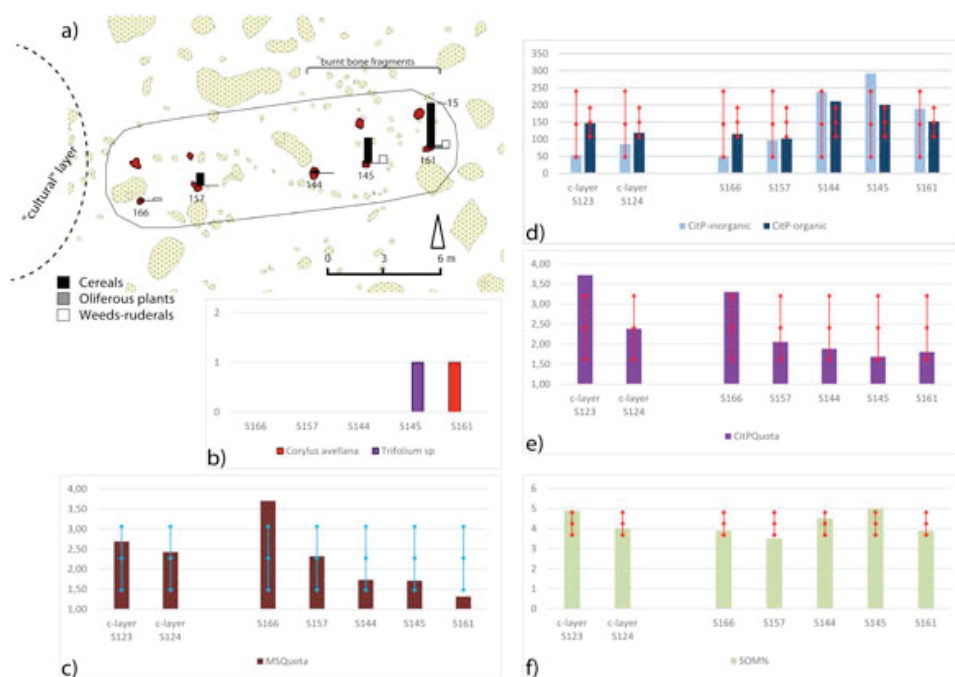 a)
"burnt bone fragments
15
161
145
144
157
166
"cultural" layer
0 3 6 m
Cereals
Oliferous plants
Weeds-ruderals
2
1
0
S166 S157 S144 S145 S161
b)
Corylus avellana Trifolium sp
4,00
3,50
3,00
2,50
2,00
1,50
1,00
c-layer S123
c-layer S124
S166 S157 S144 S145 S161
c)
MSQuota
350
300
250
200
150
100
50
0
c-layer S123
c-layer S124
S166 S157 S144 S145 S161
d)
CitP-inorganic CitP-organic
4,00
3,50
3,00
2,50
2,00
1,50
1,00
c-layer S123
c-layer S124
S166 S157 S144 S145 S161
e)
CitPQuota
6
5
4
3
2
1
0
c-layer S123
c-layer S124
S166 S157 S144 S145 S161
f)
SOM%